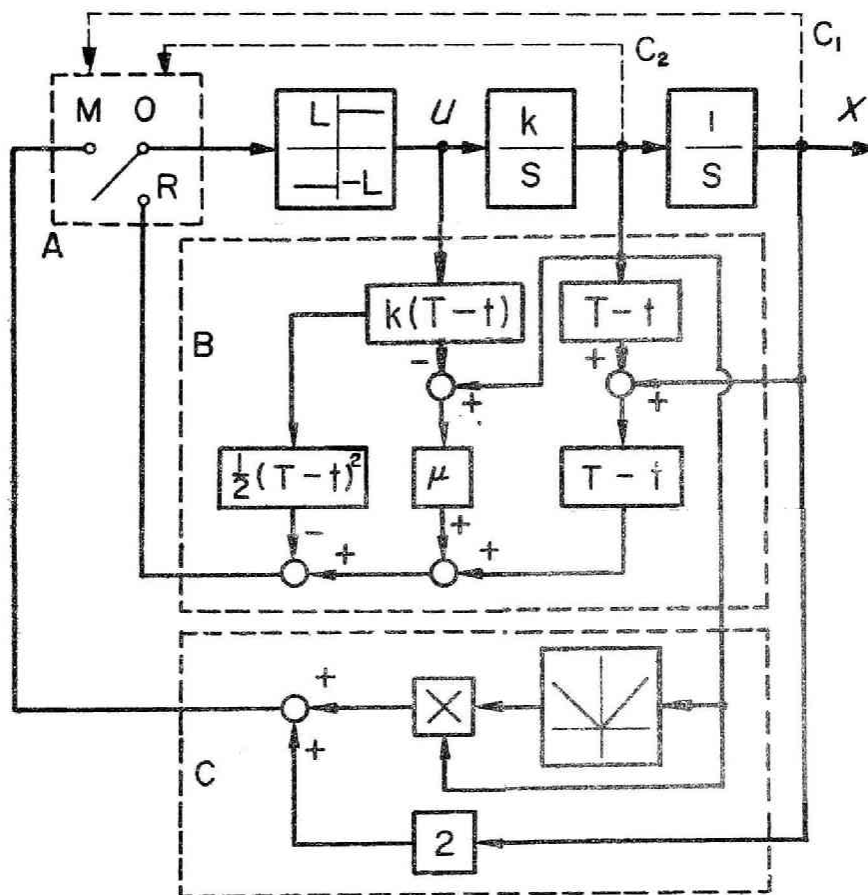 C₁
C₂
M O
L
-L
u
k
S
1
S
X
R
A
B
k(T-t)
T-t
-
+
+
+
½(T-t)²
μ
T-t
-
+
+
+
C
+
+
X
2